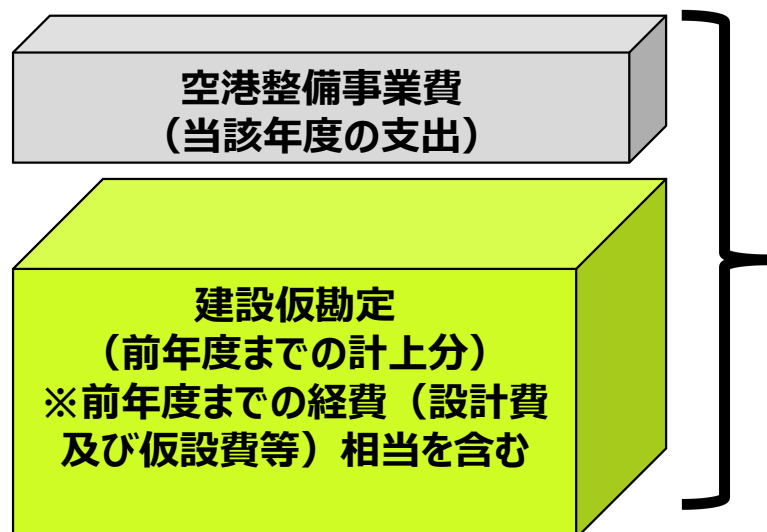 空港整備事業費
（当該年度の支出）
建設仮勘定
（前年度までの計上分）
※前年度までの経費（設計費
及び仮設費等）相当を含む